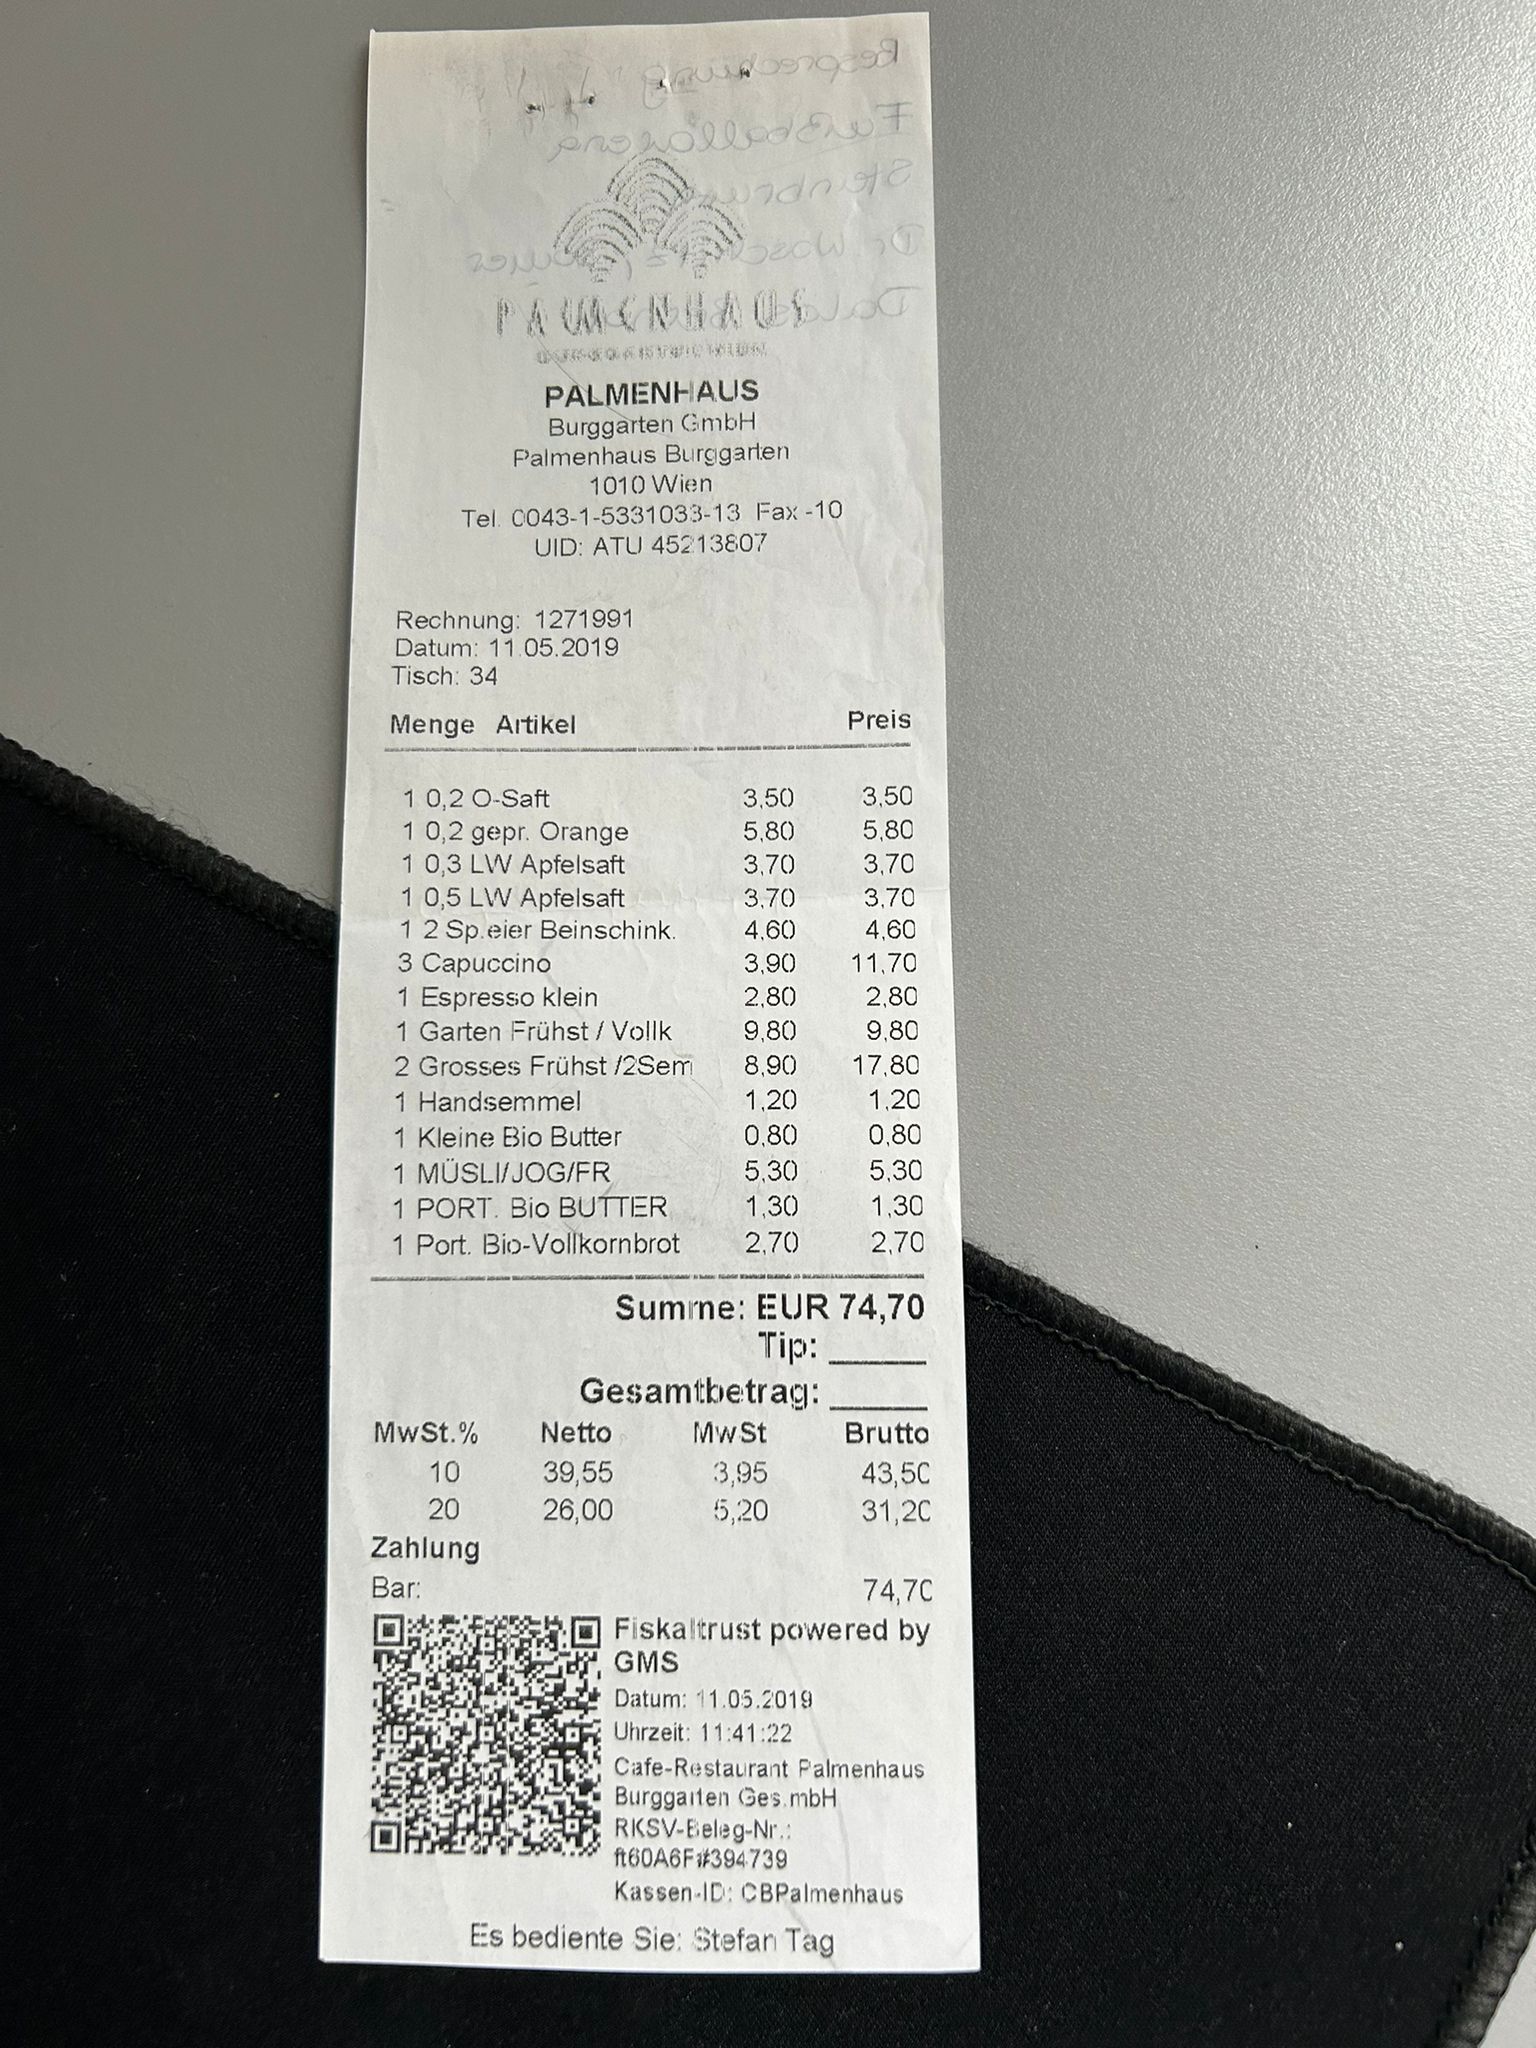 Besprechung
Fußballarena
PALMENHAUS
PALMENHAUS
Burggarten GmbH
Palmenhaus Burggarten
1010 Wien
Tel. 0043-1-5331033-13 Fax -10
UID: ATU 45213807
Rechnung: 1271991
Datum: 11.05.2019
Tisch: 34
Menge Artikel Preis
1 0,2 O-Saft 3,50 3,50
1 0,2 gepr. Orange 5,80 5,80
1 0,3 LW Apfelsaft 3,70 3,70
1 0,5 LW Apfelsaft 3,70 3,70
1 2 Sp.eier Beinschink. 4,60 4,60
3 Capuccino 3,90 11,70
1 Espresso klein 2,80 2,80
1 Garten Frühst / Vollk 9,80 9,80
2 Grosses Frühst /2Sem 8,90 17,80
1 Handsemmel 1,20 1,20
1 Kleine Bio Butter 0,80 0,80
1 MÜSLI/JOG/FR 5,30 5,30
1 PORT. Bio BUTTER 1,30 1,30
1 Port. Bio-Vollkornbrot 2,70 2,70
Summe: EUR 74,70
Tip: ______
Gesamtbetrag: ______
MwSt.% Netto MwSt Brutto
10 39,55 3,95 43,50
20 26,00 5,20 31,20
Zahlung
Bar: 74,70
Fiskaltrust powered by
GMS
Datum: 11.05.2019
Uhrzeit: 11:41:22
Cafe-Restaurant Palmenhaus
Burggarten Ges.mbH
RKSV-Beleg-Nr.:
ft60A6F#394739
Kassen-ID: CBPalmenhaus
Es bediente Sie: Stefan Tag